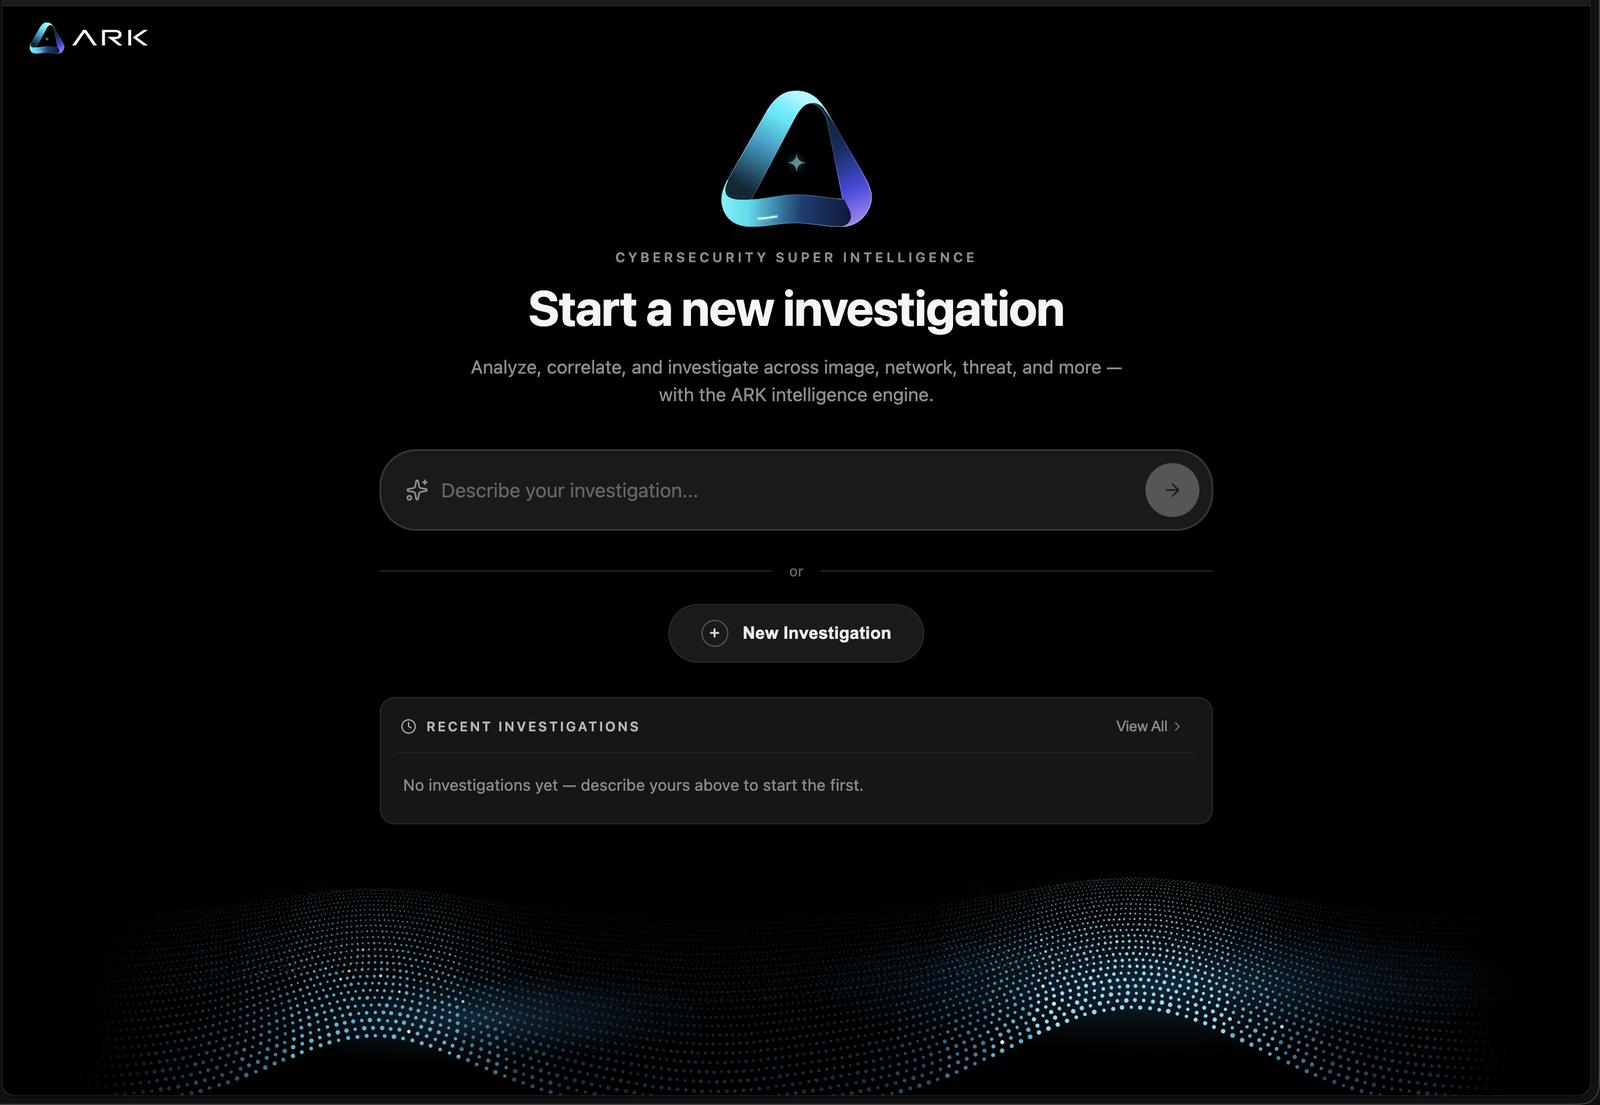 ARK
CYBERSECURITY SUPER INTELLIGENCE
Start a new investigation
Analyze, correlate, and investigate across image, network, threat, and more —
with the ARK intelligence engine.
Describe your investigation...
or
New Investigation
RECENT INVESTIGATIONS
View All
No investigations yet — describe yours above to start the first.